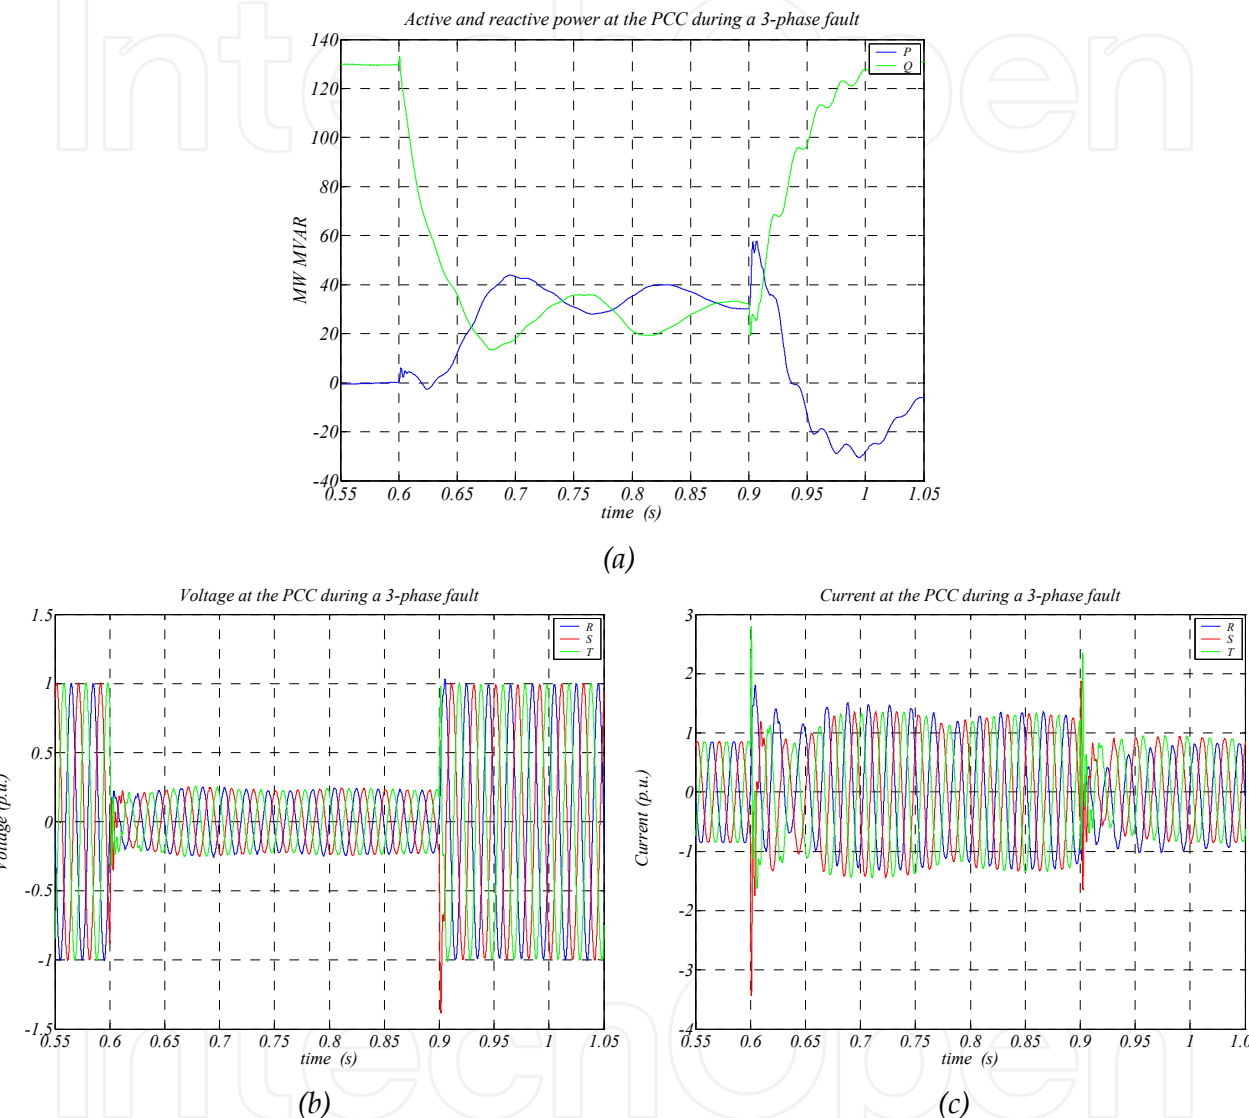 Active and reactive power at the PCC during a 3-phase fault
140
120
100
80
60
40
20
0
-20
-40
MW MVAR
P
Q
0.55 0.6 0.65 0.7 0.75 0.8 0.85 0.9 0.95 1 1.05
time (s)
(a)
Voltage at the PCC during a 3-phase fault
1.5
1
0.5
0
-0.5
-1
-1.5
Voltage (p.u.)
R
S
T
0.55 0.6 0.65 0.7 0.75 0.8 0.85 0.9 0.95 1 1.05
time (s)
(b)
Current at the PCC during a 3-phase fault
3
2
1
0
-1
-2
-3
-4
Current (p.u.)
R
S
T
0.55 0.6 0.65 0.7 0.75 0.8 0.85 0.9 0.95 1
time (s)
(c)
IntechOpen
IntechOpen